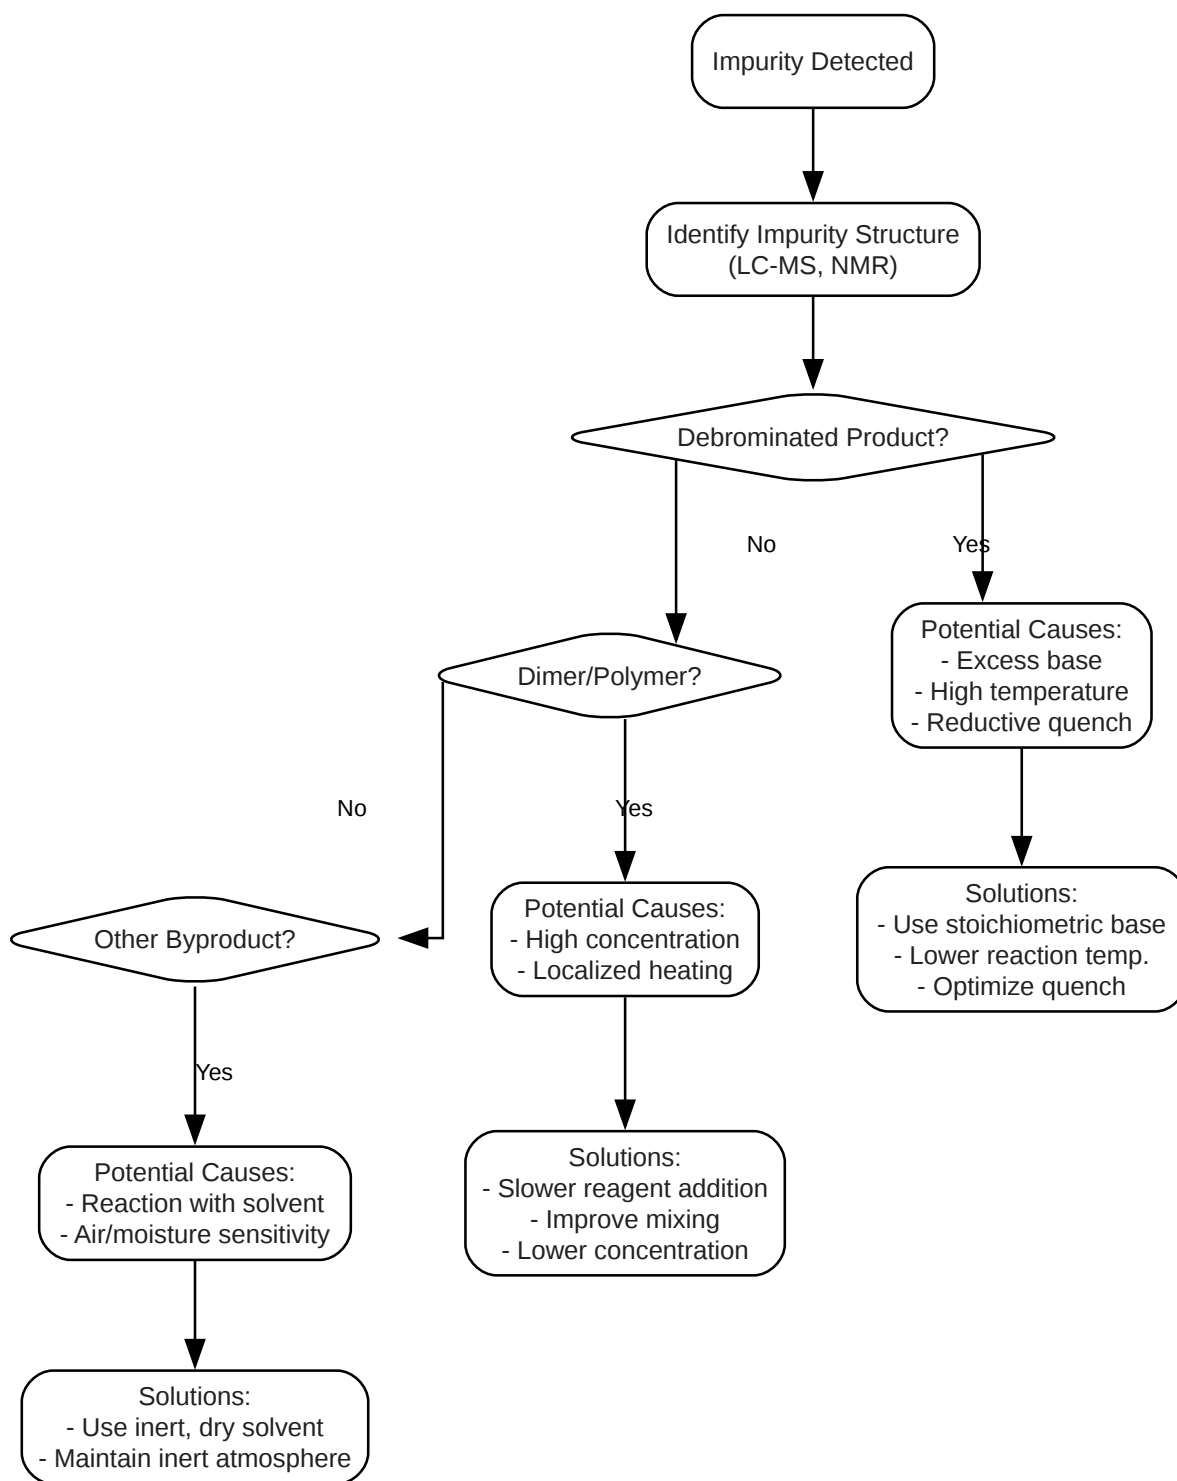 Impurity Detected
Identify Impurity Structure
(LC-MS, NMR)
Debrominated Product?
No
Yes
Potential Causes:
- Excess base
- High temperature
- Reductive quench
Dimer/Polymer?
No
Yes
Solutions:
- Use stoichiometric base
- Lower reaction temp.
- Optimize quench
Potential Causes:
- High concentration
- Localized heating
Other Byproduct?
Yes
Solutions:
- Slower reagent addition
- Improve mixing
- Lower concentration
Potential Causes:
- Reaction with solvent
- Air/moisture sensitivity
Solutions:
- Use inert, dry solvent
- Maintain inert atmosphere